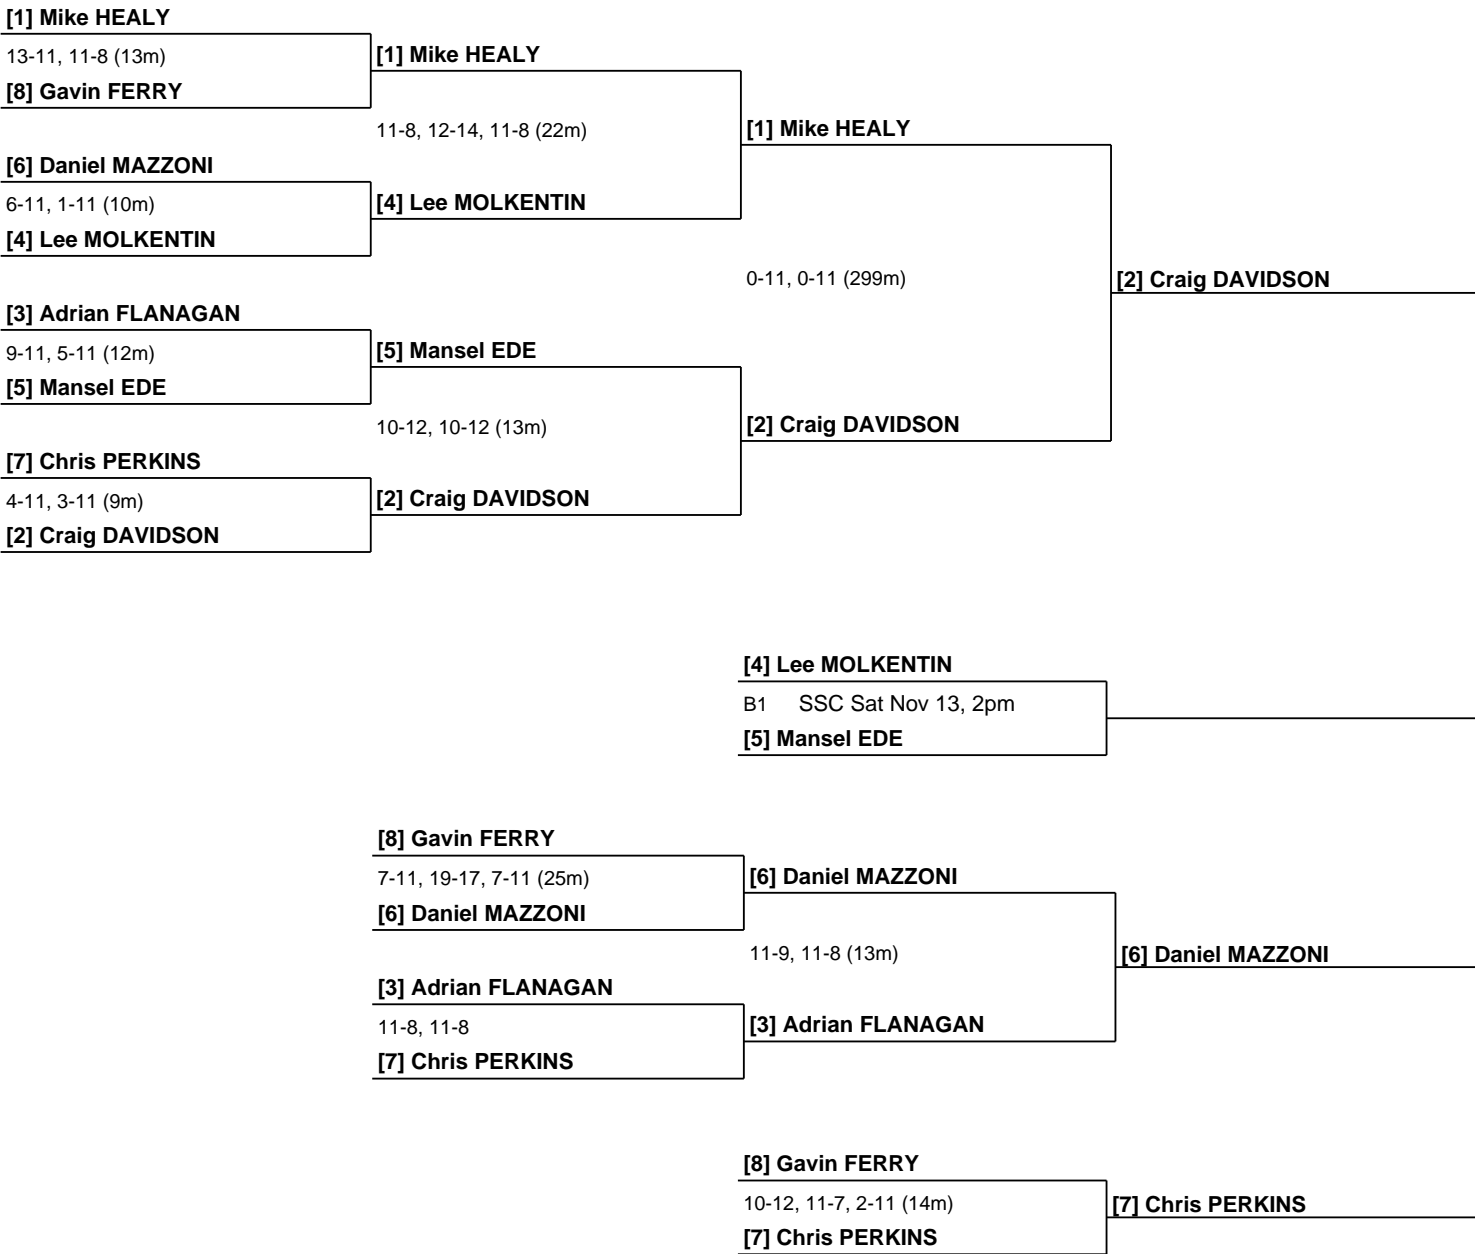 [1] Mike HEALY
13-11, 11-8 (13m)
[1] Mike HEALY
[8] Gavin FERRY
11-8, 12-14, 11-8 (22m)
[1] Mike HEALY
[6] Daniel MAZZONI
6-11, 1-11 (10m)
[4] Lee MOLKENTIN
[4] Lee MOLKENTIN
0-11, 0-11 (299m)
[2] Craig DAVIDSON
[3] Adrian FLANAGAN
9-11, 5-11 (12m)
[5] Mansel EDE
[5] Mansel EDE
10-12, 10-12 (13m)
[2] Craig DAVIDSON
[7] Chris PERKINS
4-11, 3-11 (9m)
[2] Craig DAVIDSON
[2] Craig DAVIDSON
[4] Lee MOLKENTIN
B1 SSC Sat Nov 13, 2pm
[5] Mansel EDE
[8] Gavin FERRY
7-11, 19-17, 7-11 (25m)
[6] Daniel MAZZONI
[6] Daniel MAZZONI
11-9, 11-8 (13m)
[6] Daniel MAZZONI
[3] Adrian FLANAGAN
11-8, 11-8
[3] Adrian FLANAGAN
[7] Chris PERKINS
[8] Gavin FERRY
10-12, 11-7, 2-11 (14m)
[7] Chris PERKINS
[7] Chris PERKINS